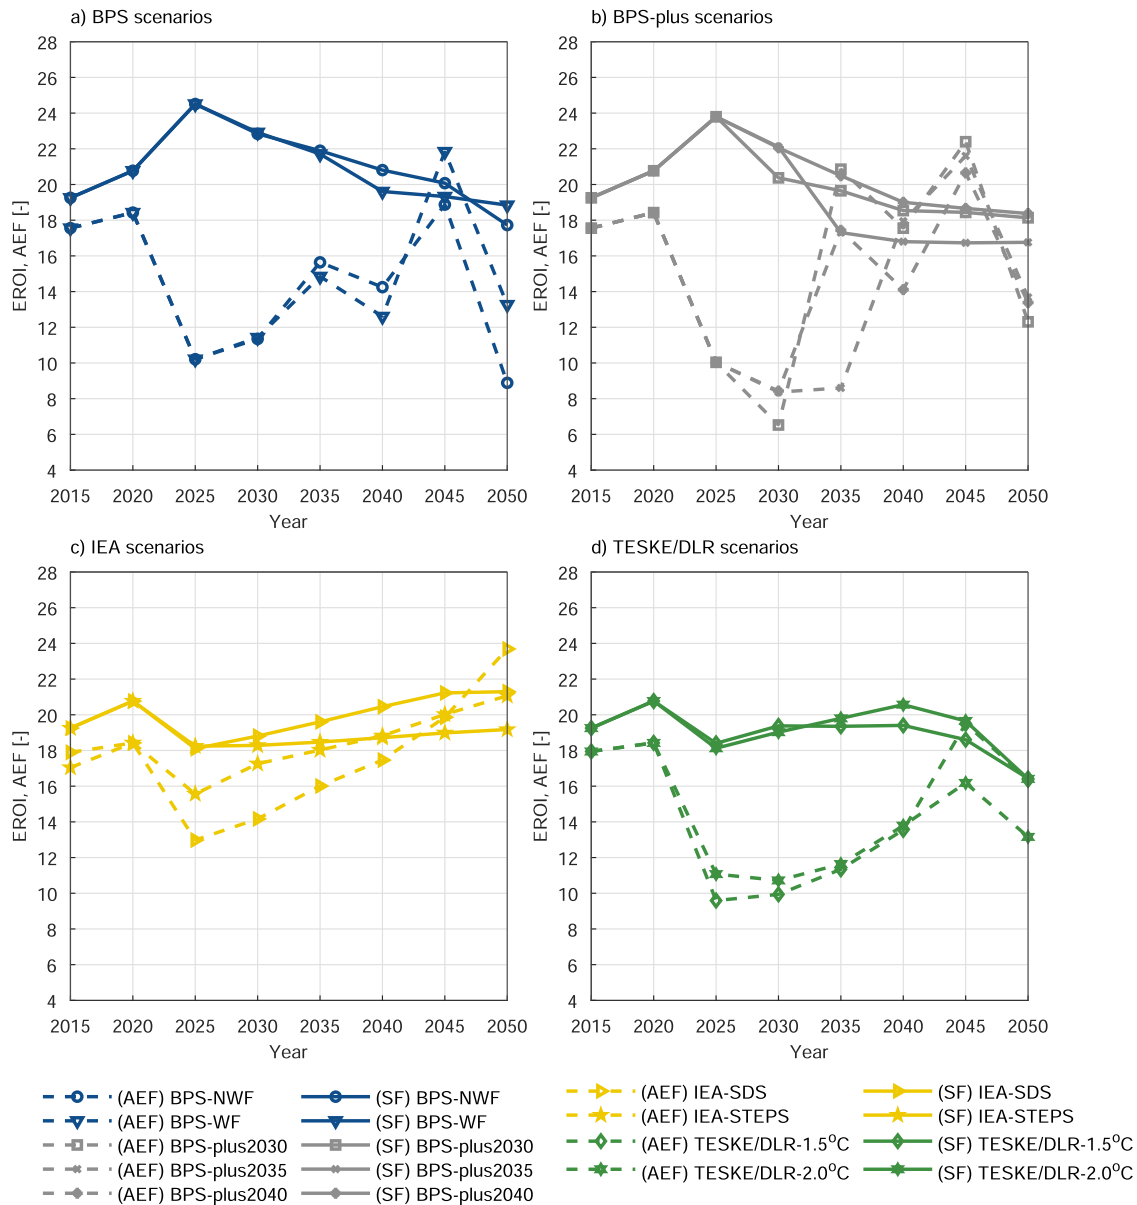 a) BPS scenarios
28
26
24
22
20
18
16
14
12
10
8
6
4
EROI, AEF [-]
2015 2020 2025 2030 2035 2040 2045 2050
Year
b) BPS-plus scenarios
28
26
24
22
20
18
16
14
12
10
8
6
4
EROI, AEF [-]
2015 2020 2025 2030 2035 2040 2045 2050
Year
c) IEA scenarios
28
26
24
22
20
18
16
14
12
10
8
6
4
EROI, AEF [-]
2015 2020 2025 2030 2035 2040 2045 2050
Year
d) TESKE/DLR scenarios
28
26
24
22
20
18
16
14
12
10
8
6
4
EROI, AEF [-]
2015 2020 2025 2030 2035 2040 2045 2050
Year
(AEF) BPS-NWF
(AEF) BPS-WF
(AEF) BPS-plus2030
(AEF) BPS-plus2035
(AEF) BPS-plus2040
(SF) BPS-NWF
(SF) BPS-WF
(SF) BPS-plus2030
(SF) BPS-plus2035
(SF) BPS-plus2040
(AEF) IEA-SDS
(AEF) IEA-STEPS
(AEF) TESKE/DLR-1.5°C
(AEF) TESKE/DLR-2.0°C
(SF) IEA-SDS
(SF) IEA-STEPS
(SF) TESKE/DLR-1.5°C
(SF) TESKE/DLR-2.0°C